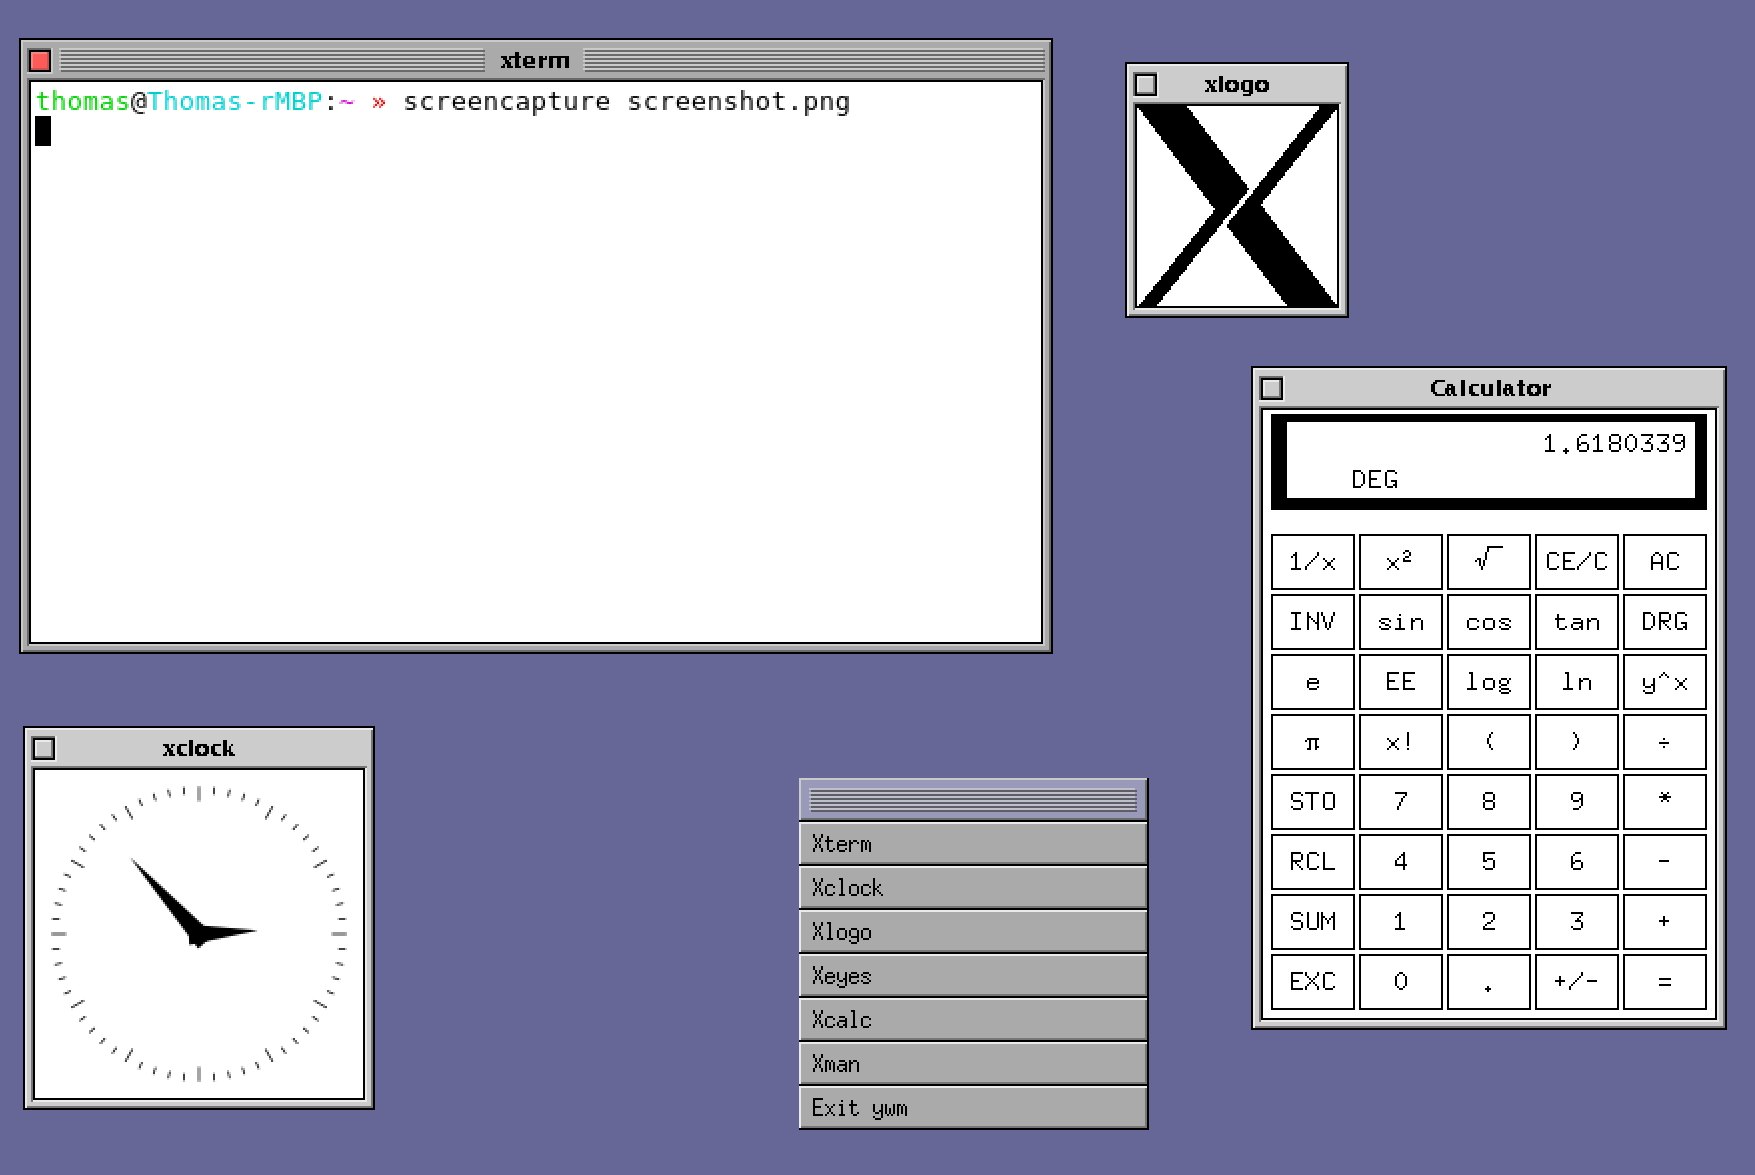 xterm
thomas@Thomas-rMBP:~ » screencapture screenshot.png
xlogo
Calculator
1.6180339
DEG
1/x x² √ CE/C AC
INV sin cos tan DRG
e EE log ln y^x
π x! ( ) ÷
STO 7 8 9 *
RCL 4 5 6 -
SUM 1 2 3 +
EXC 0 . +/- =
xclock
Xterm
Xclock
Xlogo
Xeyes
Xcalc
Xman
Exit ywm